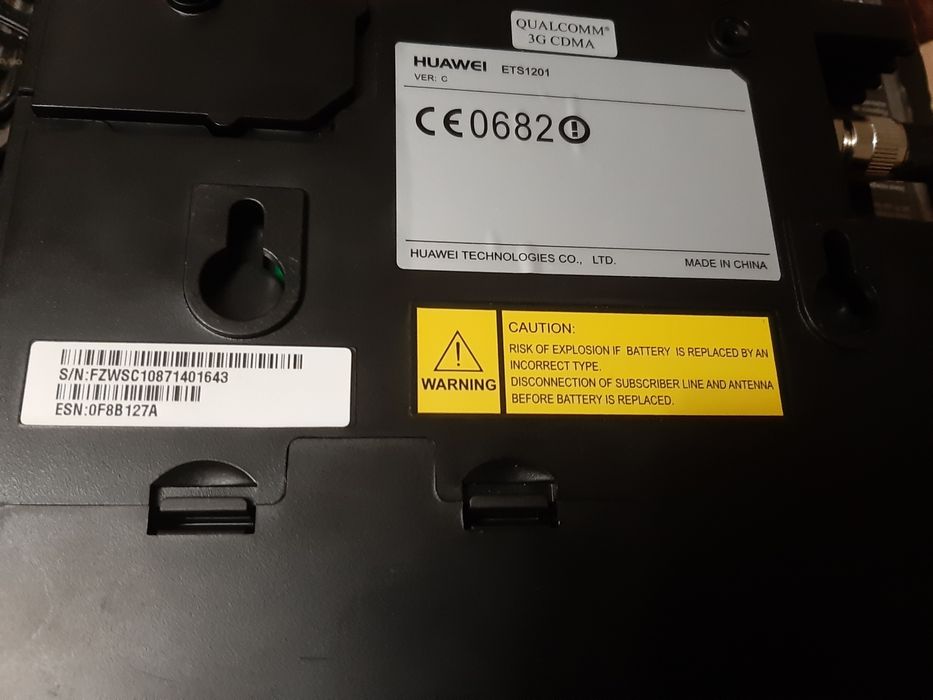 QUALCOMM®
3G CDMA
HUAWEI ETS1201
VER: C
CE0682
HUAWEI TECHNOLOGIES CO., LTD. MADE IN CHINA
CAUTION:
RISK OF EXPLOSION IF BATTERY IS REPLACED BY AN
INCORRECT TYPE.
DISCONNECTION OF SUBSCRIBER LINE AND ANTENNA
BEFORE BATTERY IS REPLACED.
WARNING
S/N:FZWSC10871401643
ESN:0F8B127A